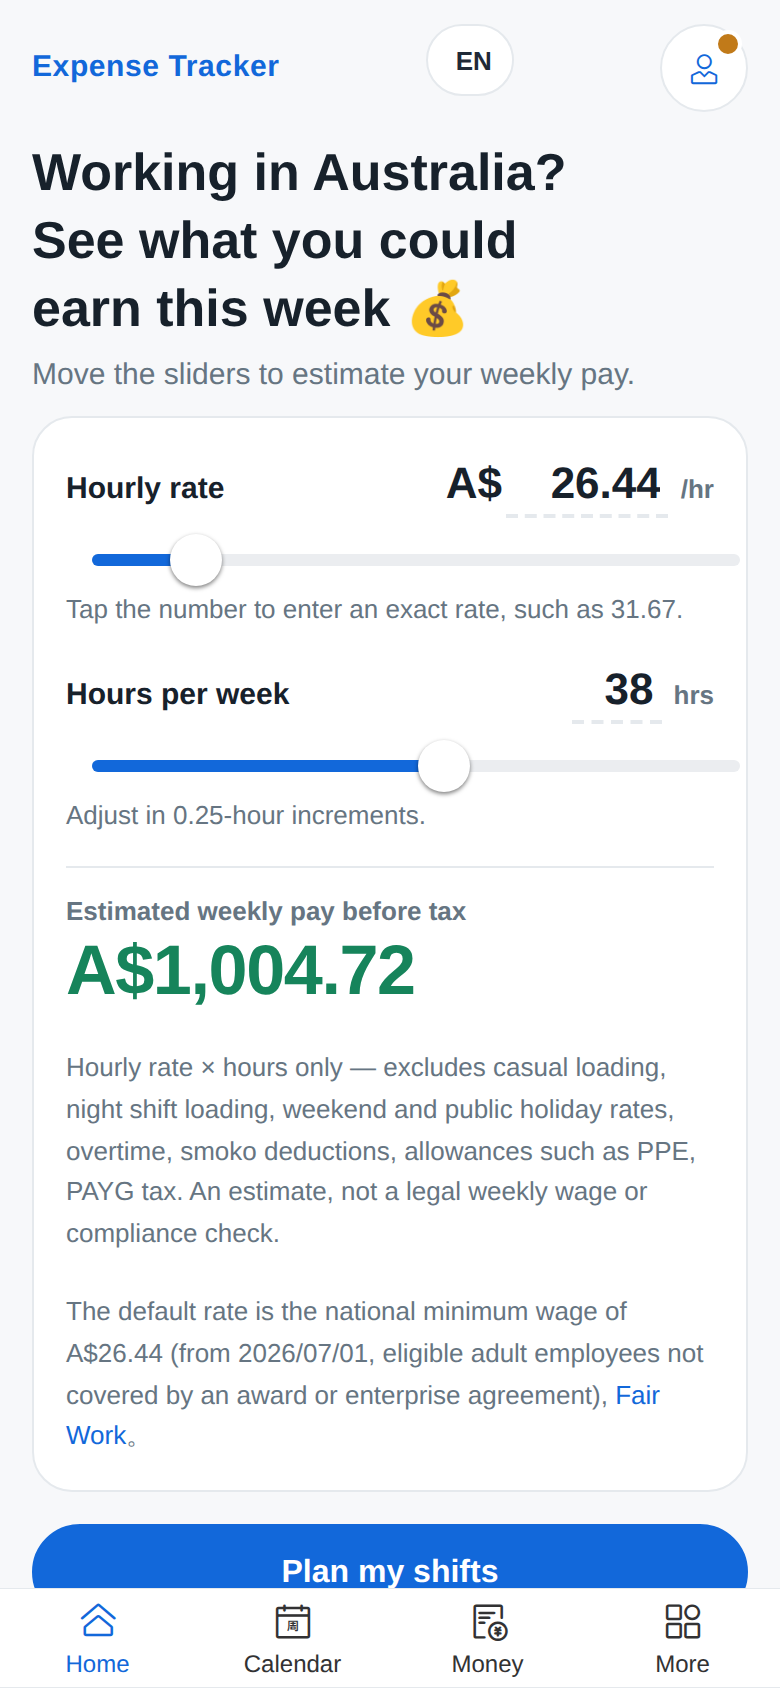 Expense Tracker
EN
Working in Australia?
See what you could
earn this week 💰
Move the sliders to estimate your weekly pay.
Hourly rate A$ 26.44 /hr
Tap the number to enter an exact rate, such as 31.67.
Hours per week 38 hrs
Adjust in 0.25-hour increments.
Estimated weekly pay before tax
A$1,004.72
Hourly rate × hours only — excludes casual loading,
night shift loading, weekend and public holiday rates,
overtime, smoko deductions, allowances such as PPE,
PAYG tax. An estimate, not a legal weekly wage or
compliance check.
The default rate is the national minimum wage of
A$26.44 (from 2026/07/01, eligible adult employees not
covered by an award or enterprise agreement), Fair
Work。
Plan my shifts
周
¥
Home Calendar Money More